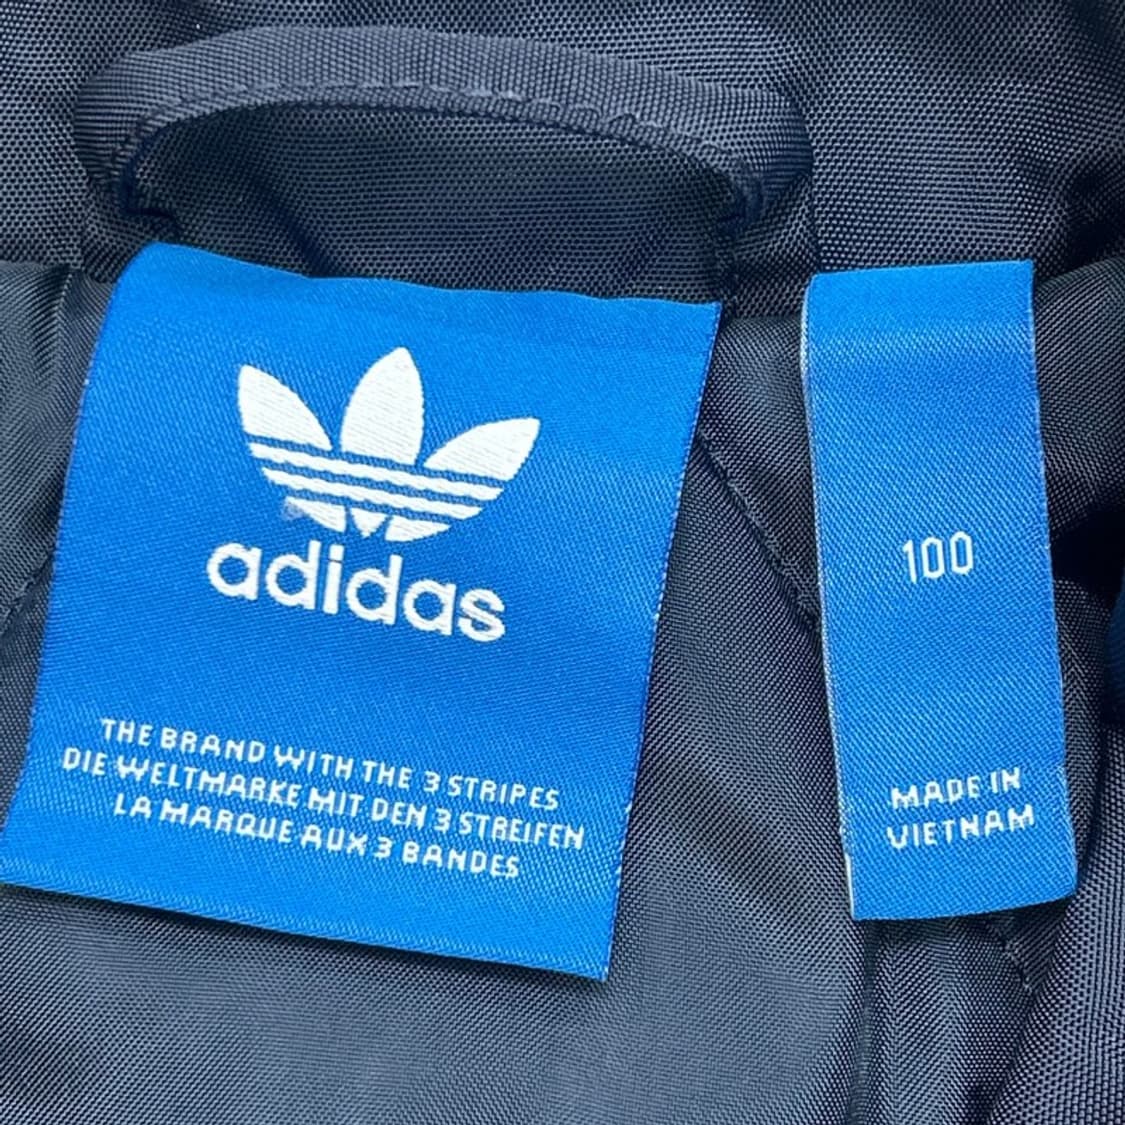 adidas
THE BRAND WITH THE 3 STRIPES
DIE WELTMARKE MIT DEN 3 STREIFEN
LA MARQUE AUX 3 BANDES
100
MADE IN
VIETNAM